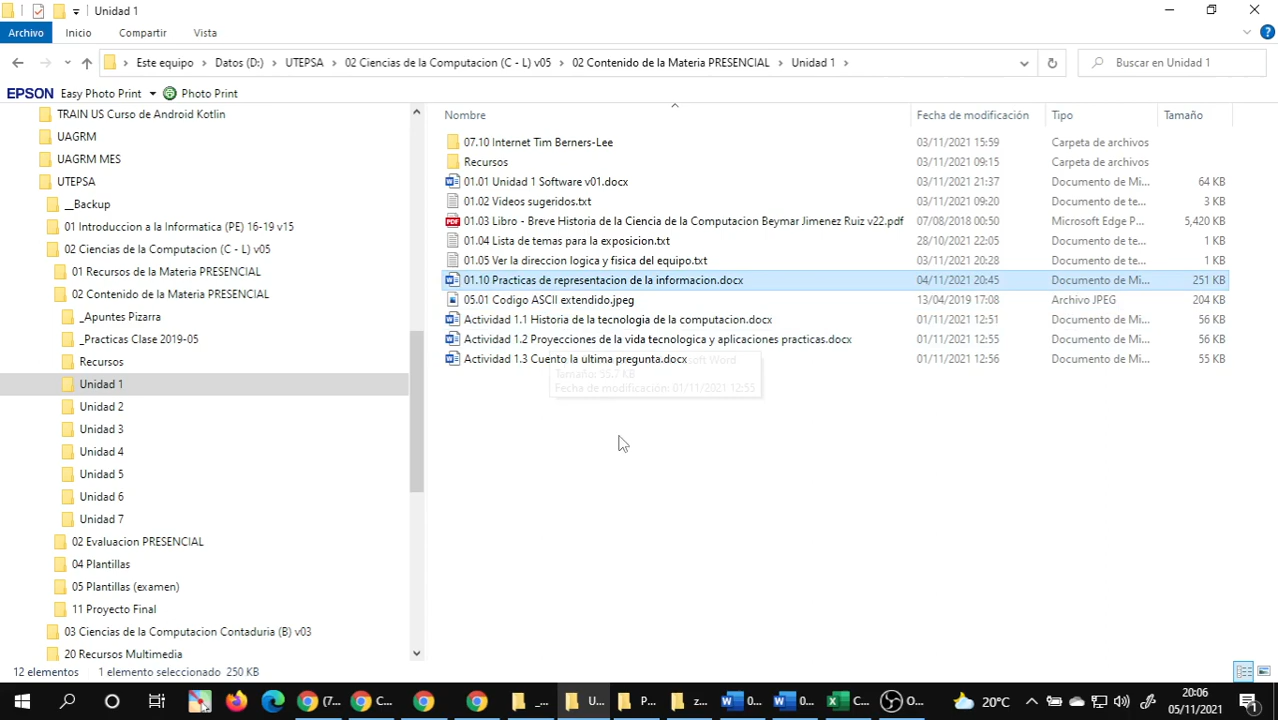 Unidad 1
Archivo Inicio Compartir Vista
Este equipo Datos (D:) UTEPSA 02 Ciencias de la Computacion (C - L) v05 02 Contenido de la Materia PRESENCIAL Unidad 1 Buscar en Unidad 1
EPSON Easy Photo Print Photo Print
TRAIN US Curso de Android Kotlin
UAGRM
UAGRM MES
UTEPSA
__Backup
01 Introduccion a la Informatica (PE) 16-19 v15
02 Ciencias de la Computacion (C - L) v05
01 Recursos de la Materia PRESENCIAL
02 Contenido de la Materia PRESENCIAL
_Apuntes Pizarra
_Practicas Clase 2019-05
Recursos
Unidad 1
Unidad 2
Unidad 3
Unidad 4
Unidad 5
Unidad 6
Unidad 7
02 Evaluacion PRESENCIAL
04 Plantillas
05 Plantillas (examen)
11 Proyecto Final
03 Ciencias de la Computacion Contaduria (B) v03
20 Recursos Multimedia
Nombre Fecha de modificación Tipo Tamaño
07.10 Internet Tim Berners-Lee 03/11/2021 15:59 Carpeta de archivos
Recursos 03/11/2021 09:15 Carpeta de archivos
01.01 Unidad 1 Software v01.docx 03/11/2021 21:37 Documento de Mi... 64 KB
01.02 Videos sugeridos.txt 03/11/2021 09:20 Documento de te... 3 KB
01.03 Libro - Breve Historia de la Ciencia de la Computacion Beymar Jimenez Ruiz v22.pdf 07/08/2018 00:50 Microsoft Edge P... 5,420 KB
01.04 Lista de temas para la exposicion.txt 28/10/2021 22:05 Documento de te... 1 KB
01.05 Ver la direccion logica y fisica del equipo.txt 03/11/2021 20:28 Documento de te... 1 KB
01.10 Practicas de representacion de la informacion.docx 04/11/2021 20:45 Documento de Mi... 251 KB
05.01 Codigo ASCII extendido.jpeg 13/04/2019 17:08 Archivo JPEG 204 KB
Actividad 1.1 Historia de la tecnologia de la computacion.docx 01/11/2021 12:51 Documento de Mi... 56 KB
Actividad 1.2 Proyecciones de la vida tecnologica y aplicaciones practicas.docx 01/11/2021 12:55 Documento de Mi... 56 KB
Actividad 1.3 Cuento la ultima pregunta.docx 01/11/2021 12:56 Documento de Mi... 55 KB
soft Word
Tamaño: 55.7 KB
Fecha de modificación: 01/11/2021 12:55
12 elementos 1 elemento seleccionado 250 KB
(7... C... _... U... P... z... 0... 0... C... O... 20°C 20:06
05/11/2021